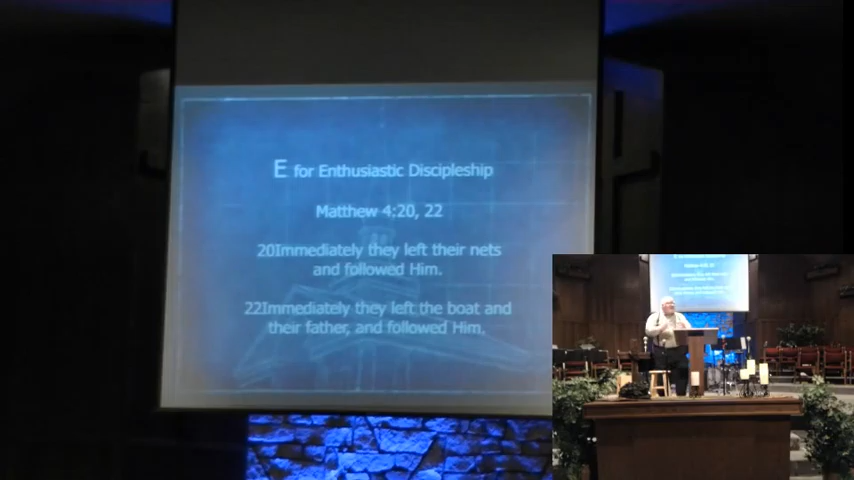 E for Enthusiastic Discipleship
Matthew 4:20, 22
20Immediately they left their nets
and followed Him.
22Immediately they left the boat and
their father, and followed Him.